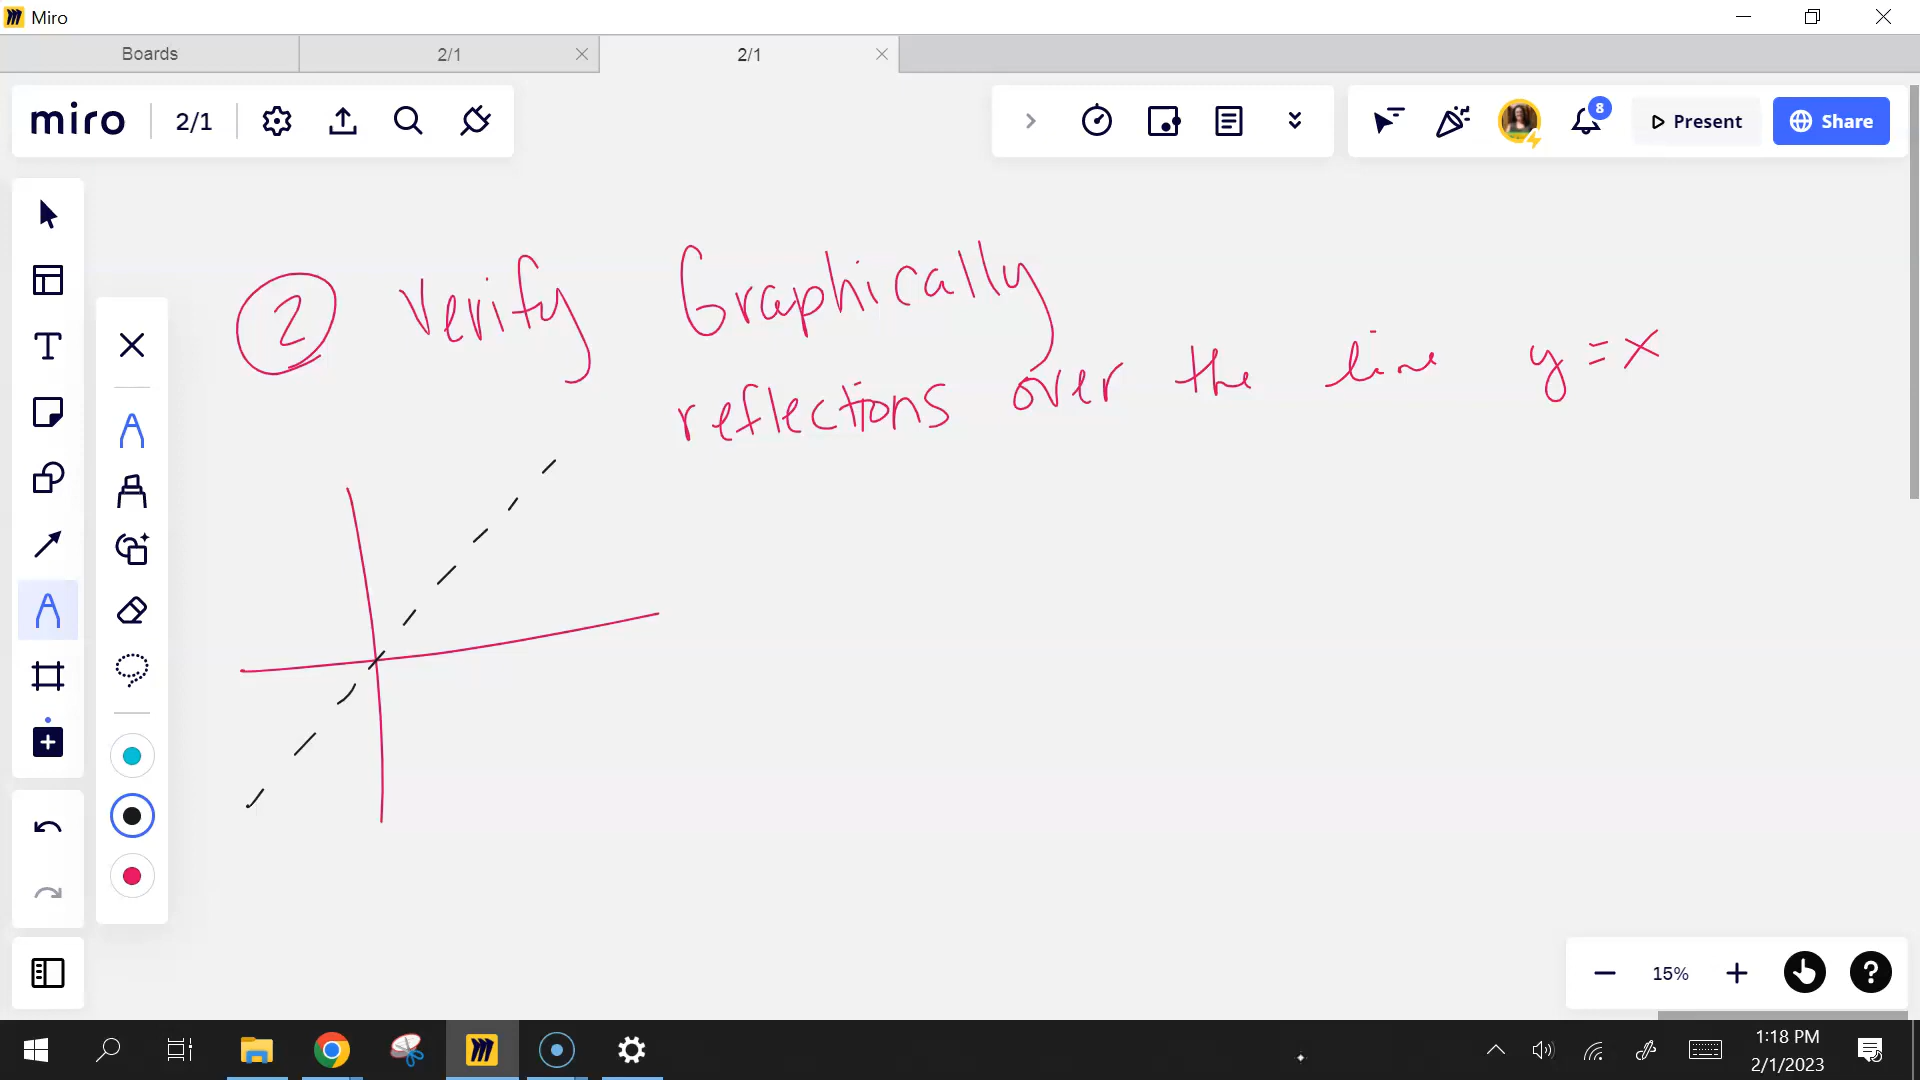 Miro
Boards
2/1
2/1
miro
2/1
8
Present
Share
② Verify Graphically
reflections over the line y = x
15%
1:18 PM
2/1/2023